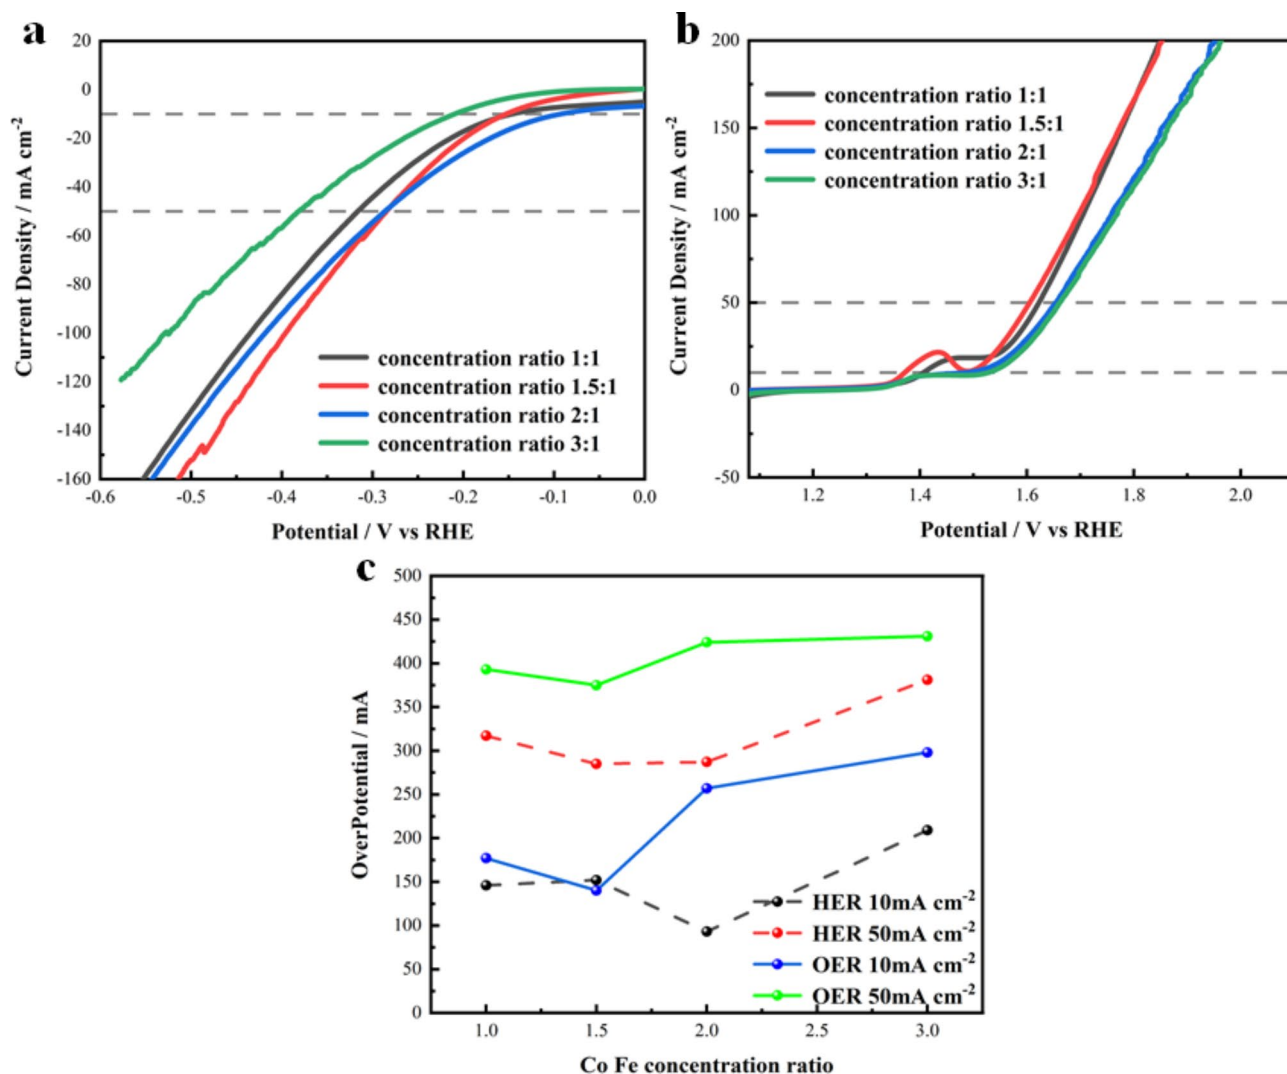 a
20
0
-20
-40
-60
-80
-100
-120
-140
-160
-0.6
-0.5
-0.4
-0.3
-0.2
-0.1
0.0
Current Density / mA cm⁻²
Potential / V vs RHE
concentration ratio 1:1
concentration ratio 1.5:1
concentration ratio 2:1
concentration ratio 3:1
b
200
150
100
50
0
-50
1.2
1.4
1.6
1.8
2.0
Current Density / mA cm⁻²
Potential / V vs RHE
concentration ratio 1:1
concentration ratio 1.5:1
concentration ratio 2:1
concentration ratio 3:1
c
500
450
400
350
300
250
200
150
100
50
0
1.0
1.5
2.0
2.5
3.0
OverPotential / mA
Co Fe concentration ratio
HER 10mA cm⁻²
HER 50mA cm⁻²
OER 10mA cm⁻²
OER 50mA cm⁻²